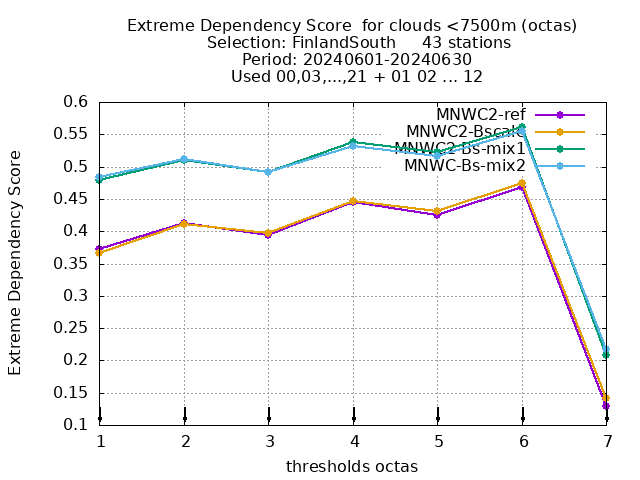 Extreme Dependency Score  for clouds <7500m (octas)
Selection: FinlandSouth     43 stations
Period: 20240601-20240630
Used 00,03,...,21 + 01 02 ... 12
MNWC2-ref
MNWC2-Bscale
MNWC2-Bs-mix1
MNWC-Bs-mix2
Extreme Dependency Score
0.6
0.55
0.5
0.45
0.4
0.35
0.3
0.25
0.2
0.15
0.1
1 2 3 4 5 6 7
thresholds octas